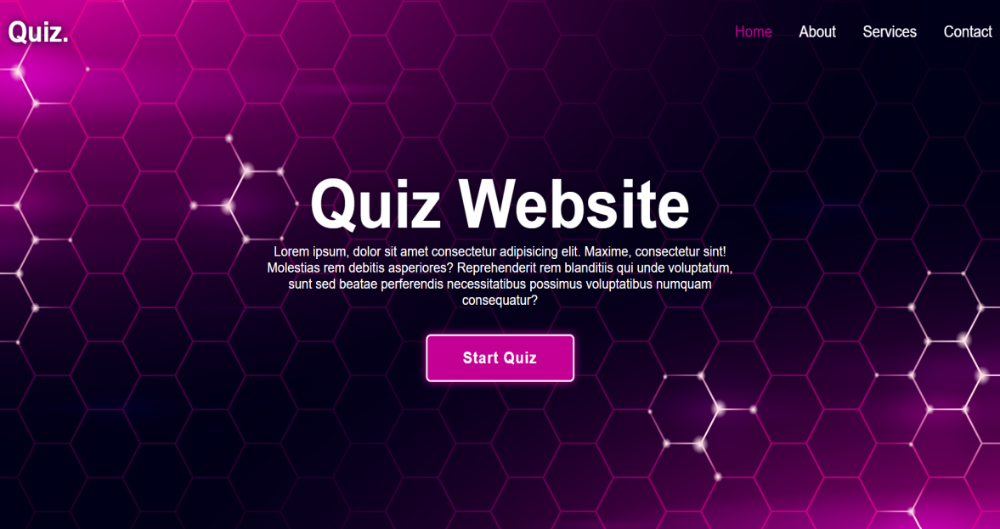 Quiz.
Home About Services Contact
Quiz Website
Lorem ipsum, dolor sit amet consectetur adipisicing elit. Maxime, consectetur sint!
Molestias rem debitis asperiores? Reprehenderit rem blanditiis qui unde voluptatum,
sunt sed beatae perferendis necessitatibus possimus voluptatibus numquam
consequatur?
Start Quiz